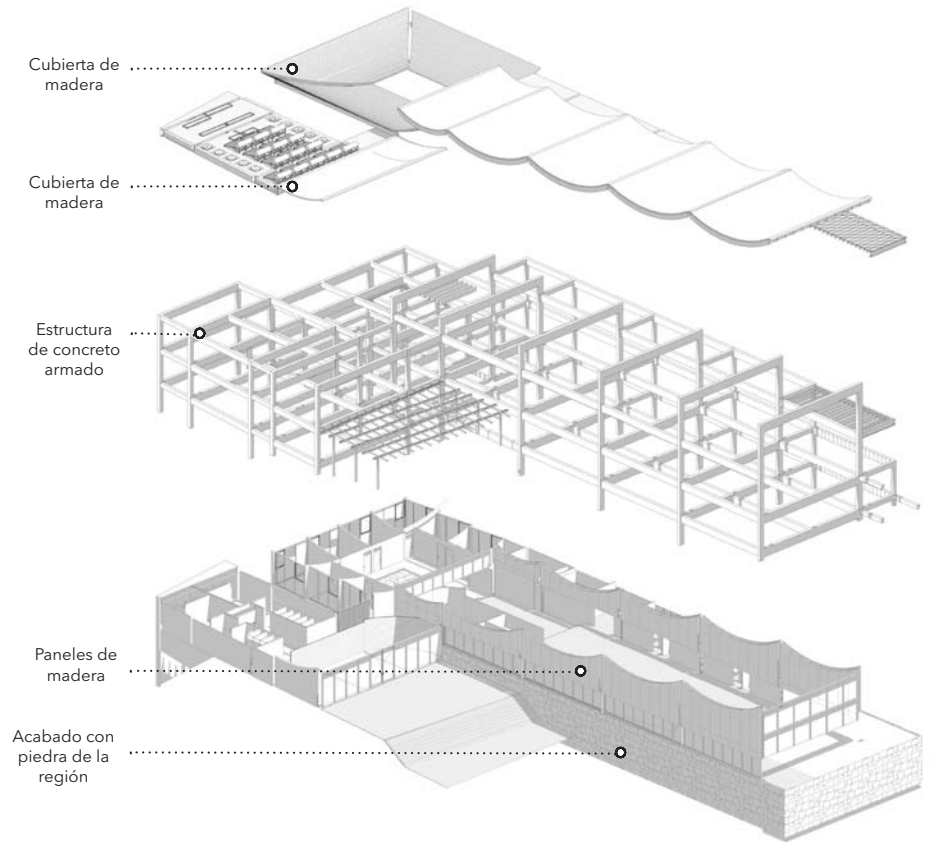 Cubierta de
madera
Cubierta de
madera
Estructura
de concreto
armado
Paneles de
madera
Acabado con
piedra de la
región